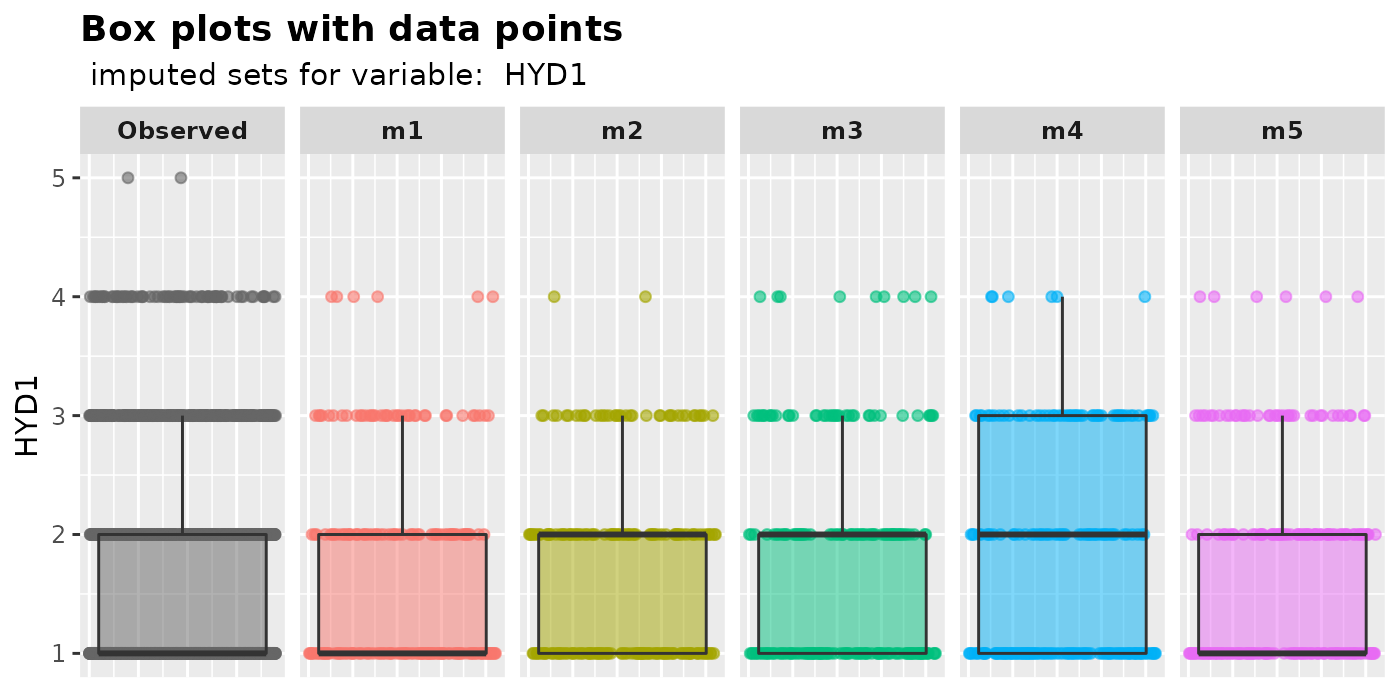 Box plots with data points
imputed sets for variable:  HYD1
Observed m1 m2 m3 m4 m5
5
4
3
2
1
HYD1